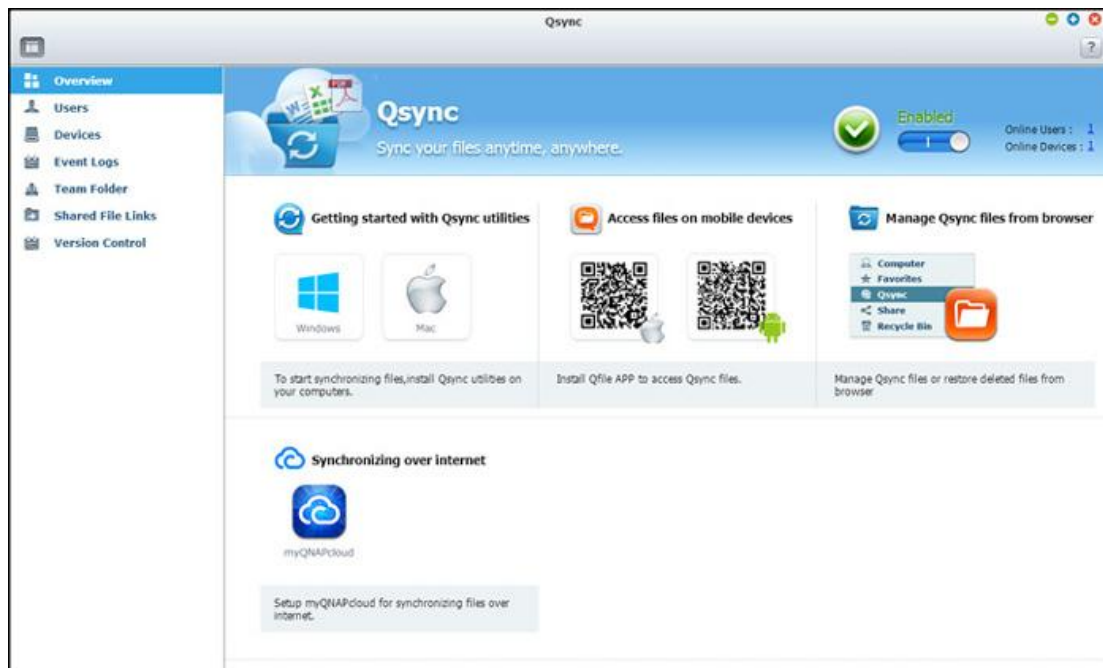 Qsync
?
Overview
Users
Devices
Event Logs
Team Folder
Shared File Links
Version Control
W
X
PDF
Qsync
Sync your files anytime, anywhere.
Enabled
Online Users : 1
Online Devices : 1
Getting started with Qsync utilities
Windows
Mac
To start synchronizing files,install Qsync utilities on
your computers.
Access files on mobile devices
Install Qfile APP to access Qsync files.
Manage Qsync files from browser
Computer
Favorites
Qsync
Share
Recycle Bin
Manage Qsync files or restore deleted files from
browser
Synchronizing over internet
myQNAPcloud
Setup myQNAPcloud for synchronizing files over
internet.